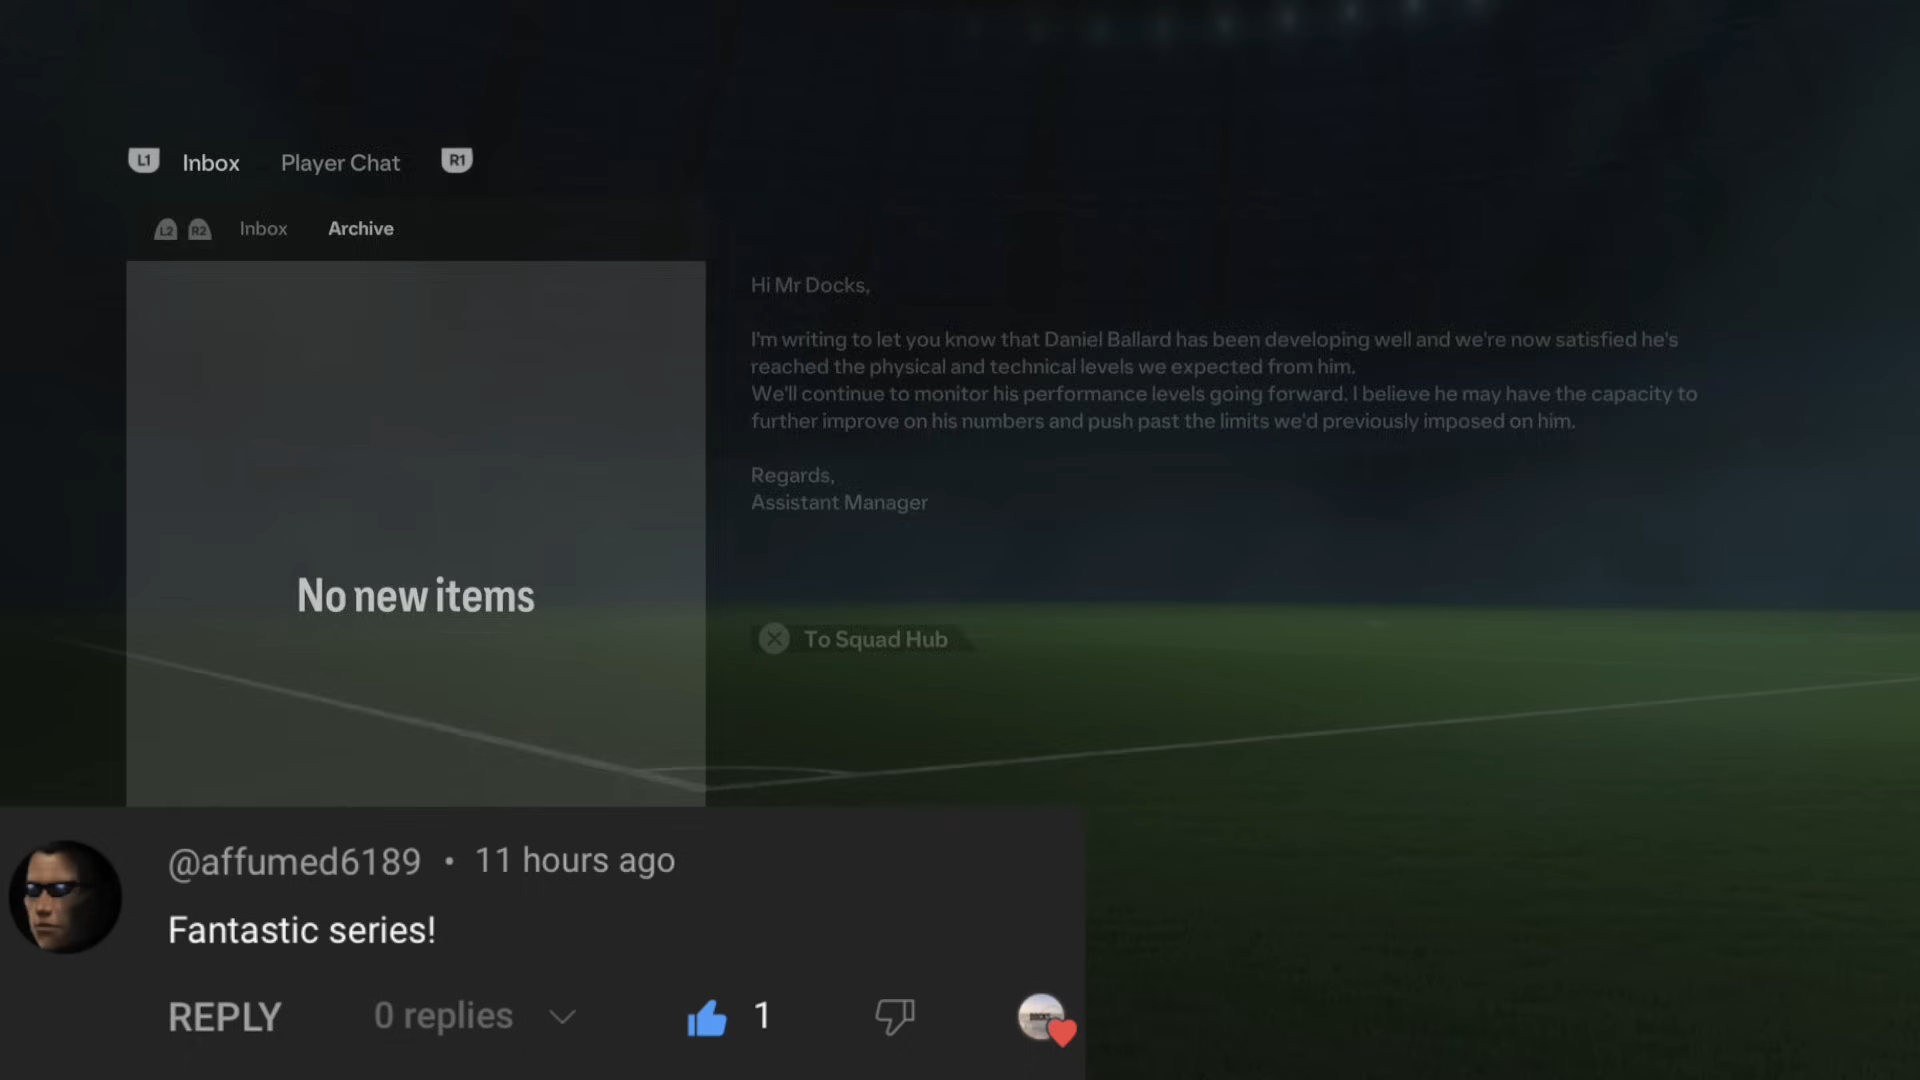 L1 Inbox Player Chat R1
L2 R2 Inbox Archive
Hi Mr Docks,
I'm writing to let you know that Daniel Ballard has been developing well and we're now satisfied he's
reached the physical and technical levels we expected from him.
We'll continue to monitor his performance levels going forward. I believe he may have the capacity to
further improve on his numbers and push past the limits we'd previously imposed on him.
Regards,
Assistant Manager
No new items
To Squad Hub
@affumed6189 • 11 hours ago
Fantastic series!
REPLY 0 replies 1
DOCKS